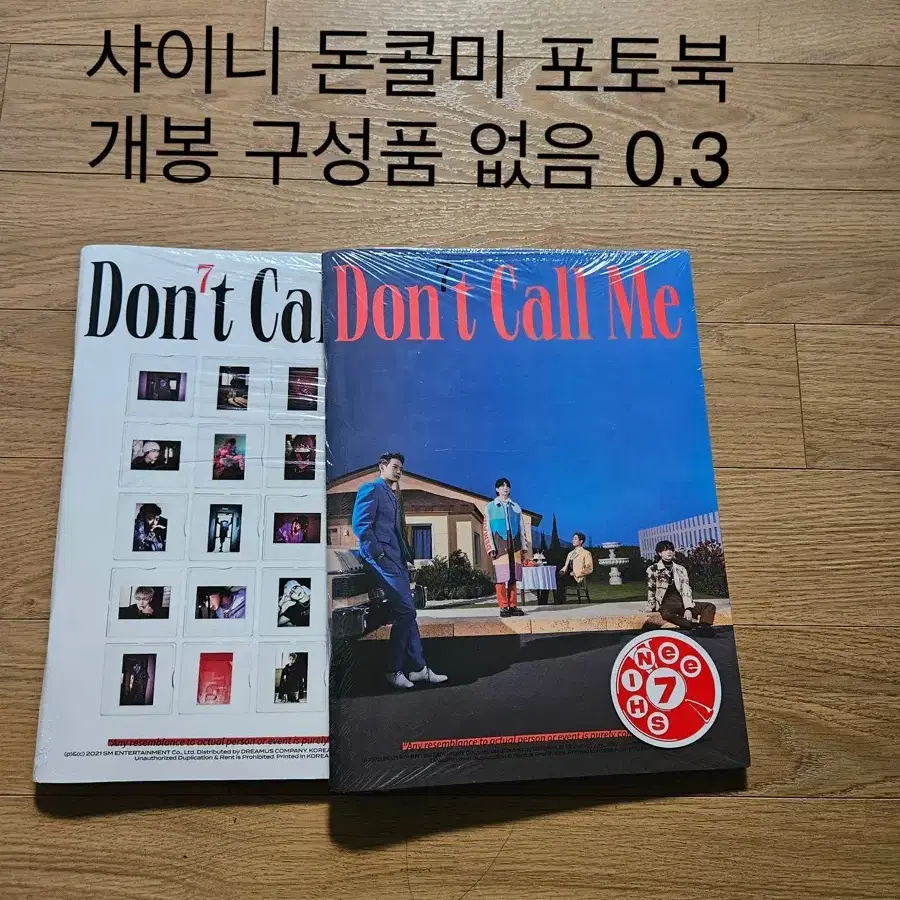 샤이니 돈콜미 포토북
개봉 구성품 없음 0.3
Don't Cal
7
Don't Call Me
7
"Any resemblance to actual person or event is purely
(p)&(c) 2021 SM ENTERTAINMENT Co., Ltd. Distributed by DREAMUS COMPANY. KOREA
Unauthorized Duplication & Rent is Prohibited. Printed in KOREA
"Any resemblance to actual person or event is purely
SHINee
7